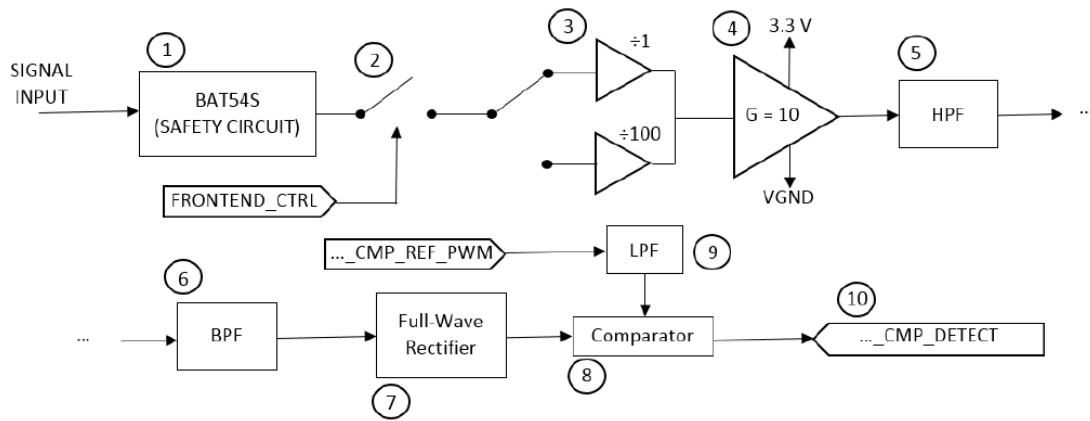 1
2
3
4
3.3 V
5
÷1
SIGNAL
INPUT
BAT54S
(SAFETY CIRCUIT)
G = 10
HPF
...
÷100
FRONTEND_CTRL
VGND
..._CMP_REF_PWM
LPF
9
6
10
...
BPF
Full-Wave
Rectifier
Comparator
..._CMP_DETECT
7
8